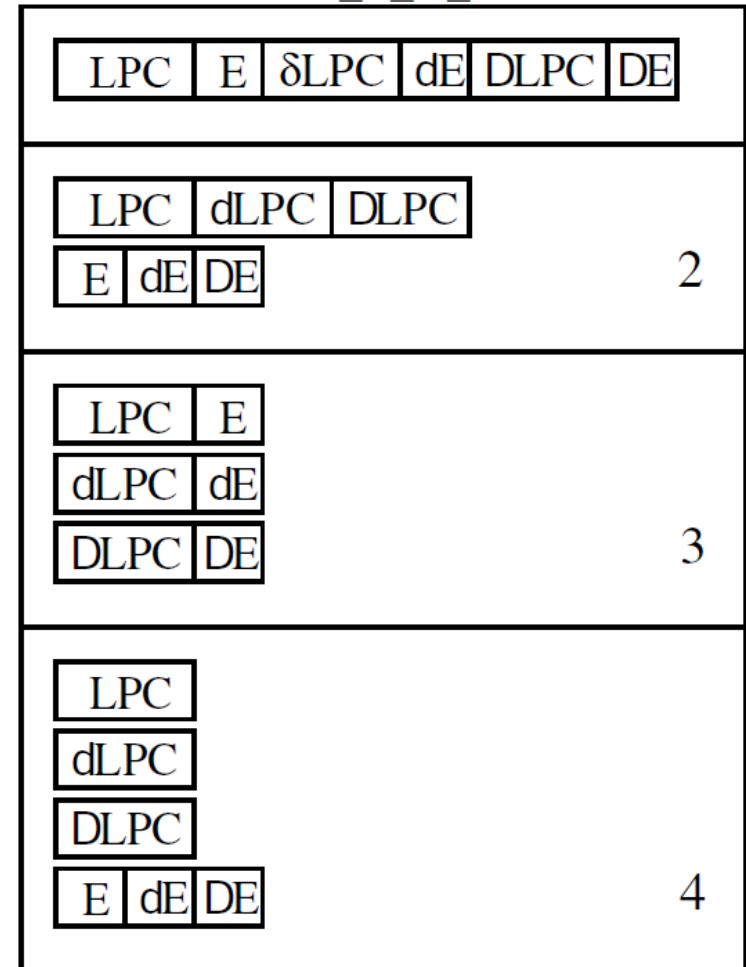 LPC E δLPC dE DLPC DE
LPC dLPC DLPC
E dE DE
2
LPC E
dLPC dE
DLPC DE
3
LPC
dLPC
DLPC
E dE DE
4